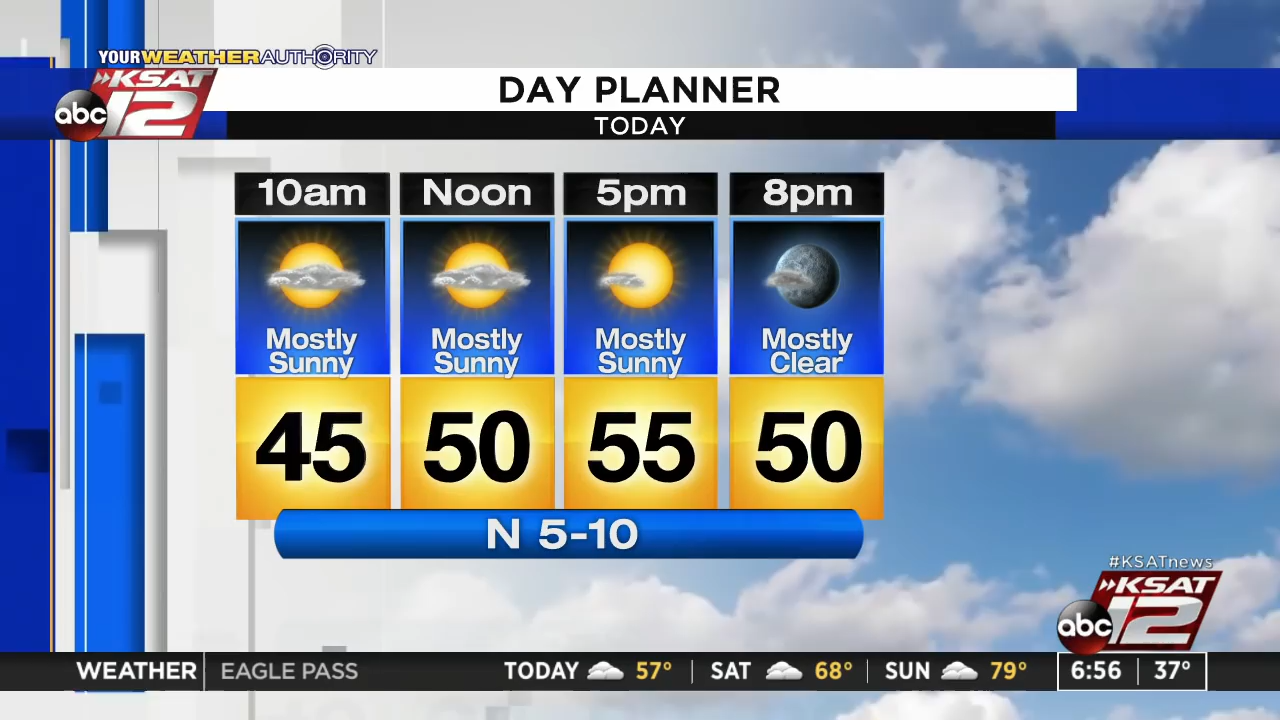 YOURWEATHERAUTHORITY
KSAT
abc 12
DAY PLANNER
TODAY
10am Noon 5pm 8pm
Mostly Sunny Mostly Sunny Mostly Sunny Mostly Clear
45 50 55 50
N 5-10
#KSATnews
KSAT
abc 12
WEATHER EAGLE PASS TODAY 57° SAT 68° SUN 79° 6:56 37°